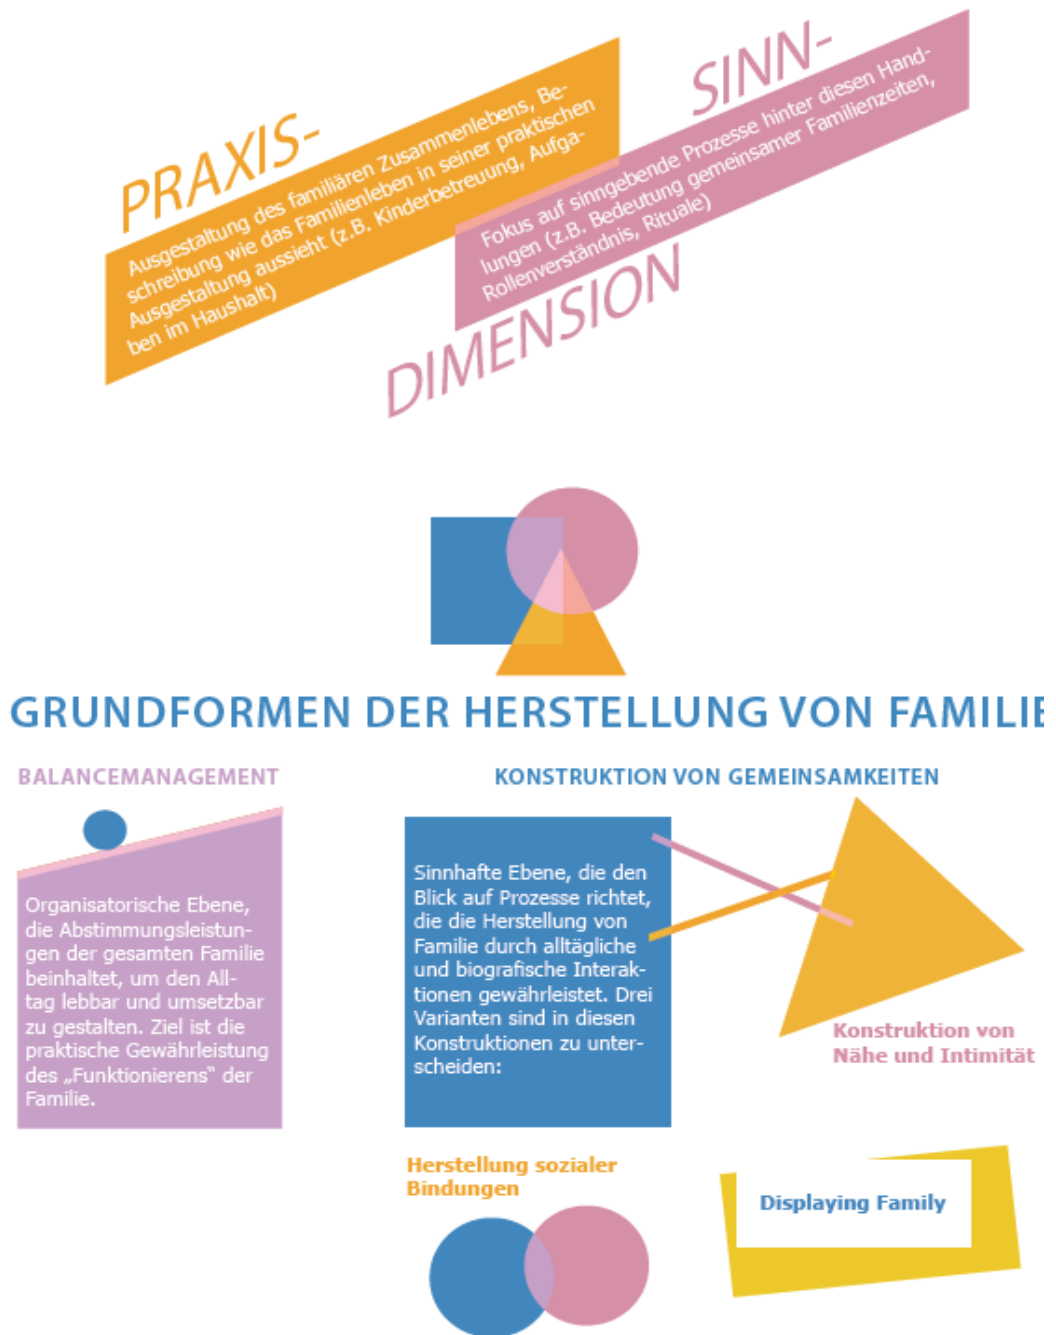 PRAXIS-
Ausgestaltung des familiären Zusammenlebens, Be-
schreibung wie das Familienleben in seiner praktischen
Ausgestaltung aussieht (z.B. Kinderbetreuung, Aufga-
ben im Haushalt)
SINN-
Fokus auf sinngebende Prozesse hinter diesen Hand-
lungen (z.B. Bedeutung gemeinsamer Familienzeiten,
Rollenverständnis, Rituale)
DIMENSION
GRUNDFORMEN DER HERSTELLUNG VON FAMILIE
BALANCEMANAGEMENT
Organisatorische Ebene,
die Abstimmungsleistun-
gen der gesamten Familie
beinhaltet, um den All-
tag lebbar und umsetzbar
zu gestalten. Ziel ist die
praktische Gewährleistung
des „Funktionierens“ der
Familie.
KONSTRUKTION VON GEMEINSAMKEITEN
Sinnhafte Ebene, die den
Blick auf Prozesse richtet,
die die Herstellung von
Familie durch alltägliche
und biografische Interak-
tionen gewährleistet. Drei
Varianten sind in diesen
Konstruktionen zu unter-
scheiden:
Konstruktion von
Nähe und Intimität
Herstellung sozialer
Bindungen
Displaying Family